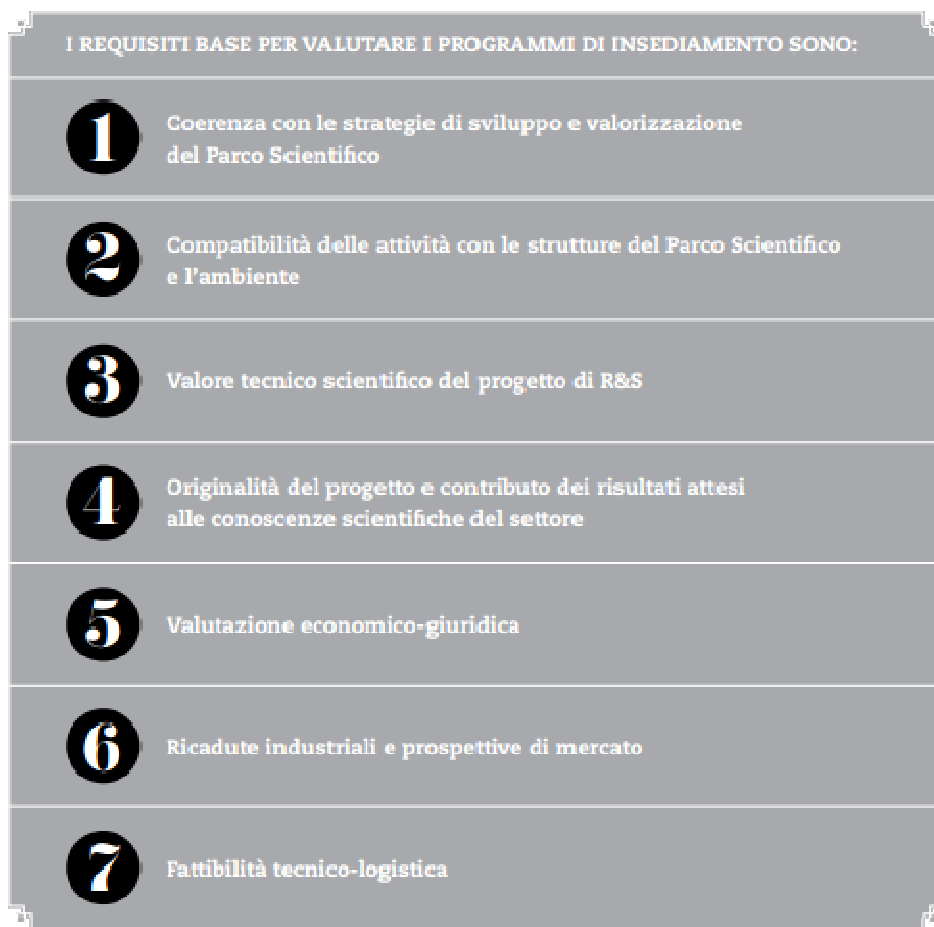 I REQUISITI BASE PER VALUTARE I PROGRAMMI DI INSEDIAMENTO SONO:
1
Coerenza con le strategie di sviluppo e valorizzazione
del Parco Scientifico
2
Compatibilità delle attività con le strutture del Parco Scientifico
e l'ambiente
3
Valore tecnico scientifico del progetto di R&S
4
Originalità del progetto e contributo dei risultati attesi
alle conoscenze scientifiche del settore
5
Valutazione economico-giuridica
6
Ricadute industriali e prospettive di mercato
7
Fattibilità tecnico-logistica